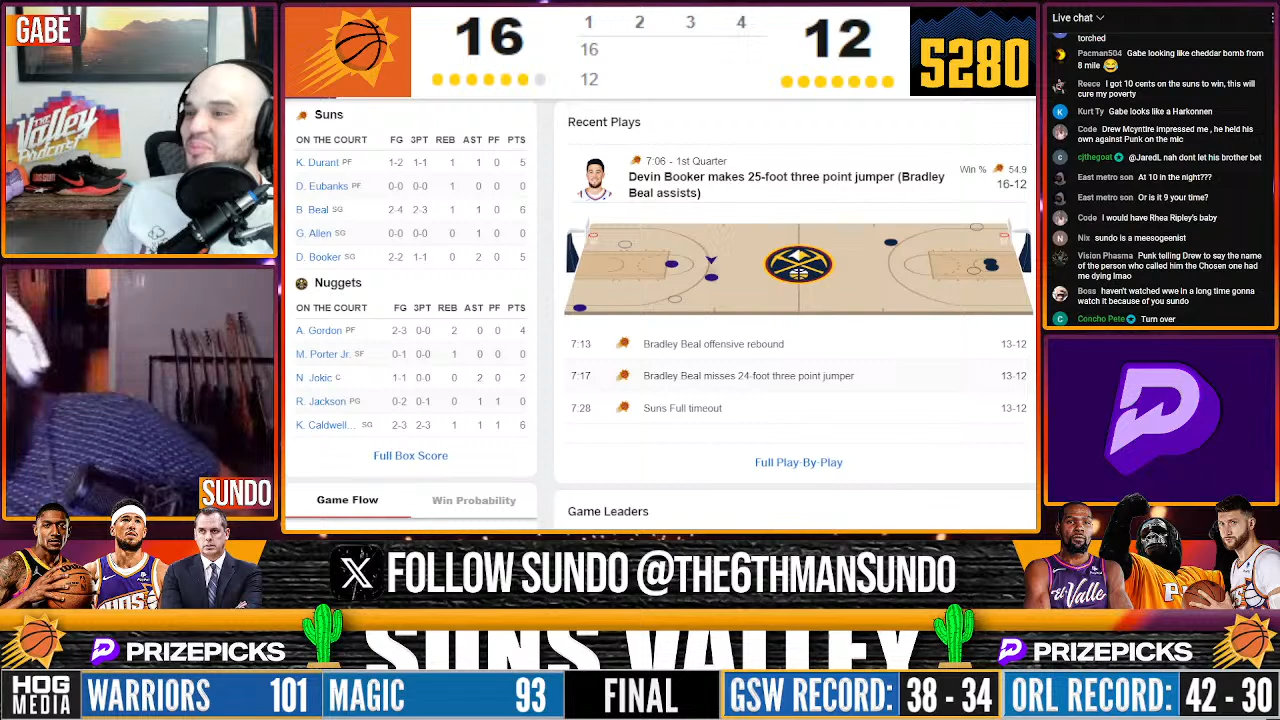 GABE
The Valley
Podcast
SUNDO
16
12
1 2 3 4
16
12
5280
Suns
ON THE COURT FG 3PT REB AST PF PTS
K. Durant PF 1-2 1-1 1 1 0 5
D. Eubanks PF 0-0 0-0 1 0 0 0
B. Beal SG 2-4 2-3 1 1 0 6
G. Allen SG 0-0 0-0 0 1 0 0
D. Booker SG 2-2 1-1 0 2 0 5
Nuggets
ON THE COURT FG 3PT REB AST PF PTS
A. Gordon PF 2-3 0-0 2 0 0 4
M. Porter Jr. SF 0-1 0-0 1 0 0 0
N. Jokic C 1-1 0-0 0 2 0 2
R. Jackson PG 0-2 0-1 0 1 1 0
K. Caldwell... SG 2-3 2-3 1 1 1 6
Full Box Score
Game Flow Win Probability
Recent Plays
7:06 - 1st Quarter
Devin Booker makes 25-foot three point jumper (Bradley
Beal assists)
Win % 54.9
16-12
7:13 Bradley Beal offensive rebound 13-12
7:17 Bradley Beal misses 24-foot three point jumper 13-12
7:28 Suns Full timeout 13-12
Full Play-By-Play
Game Leaders
Live chat
torched
Pacman504 Gabe looking like cheddar bomb from
8 mile 😂
Reece I got 10 cents on the suns to win, this will
cure my poverty
Kurt Ty Gabe looks like a Harkonnen
Code Drew Mcyntire impressed me , he held his
own against Punk on the mic
cjthegoat @Jackal. nah dont let his brother bet
East metro son At 10 in the night???
East metro son Or is it 9 your time?
Code I would have Rhea Ripley's baby
Nix sundo Is a meesogeenist
Vision Phasma Punk telling Drew to say the name
of the person who called him the Chosen one had
me dying lmao
Boss haven't watched wwe in a long time gonna
watch it because of you sundo
Concho Pete Turn over
X FOLLOW SUNDO @THE6THMANSUNDO
PRIZEPICKS
SUNS VALLEY
PRIZEPICKS
HOG
MEDIA
WARRIORS 101 MAGIC 93 FINAL GSW RECORD: 38 - 34 ORL RECORD: 42 - 30